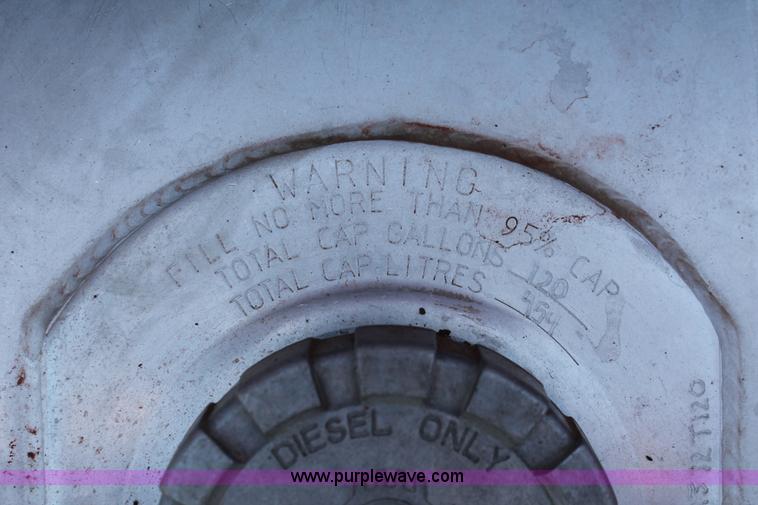 WARNING
FILL NO MORE THAN 95% CAP
TOTAL CAP GALLONS 120
TOTAL CAP LITRES 454
DIESEL ONLY
www.purplewave.com